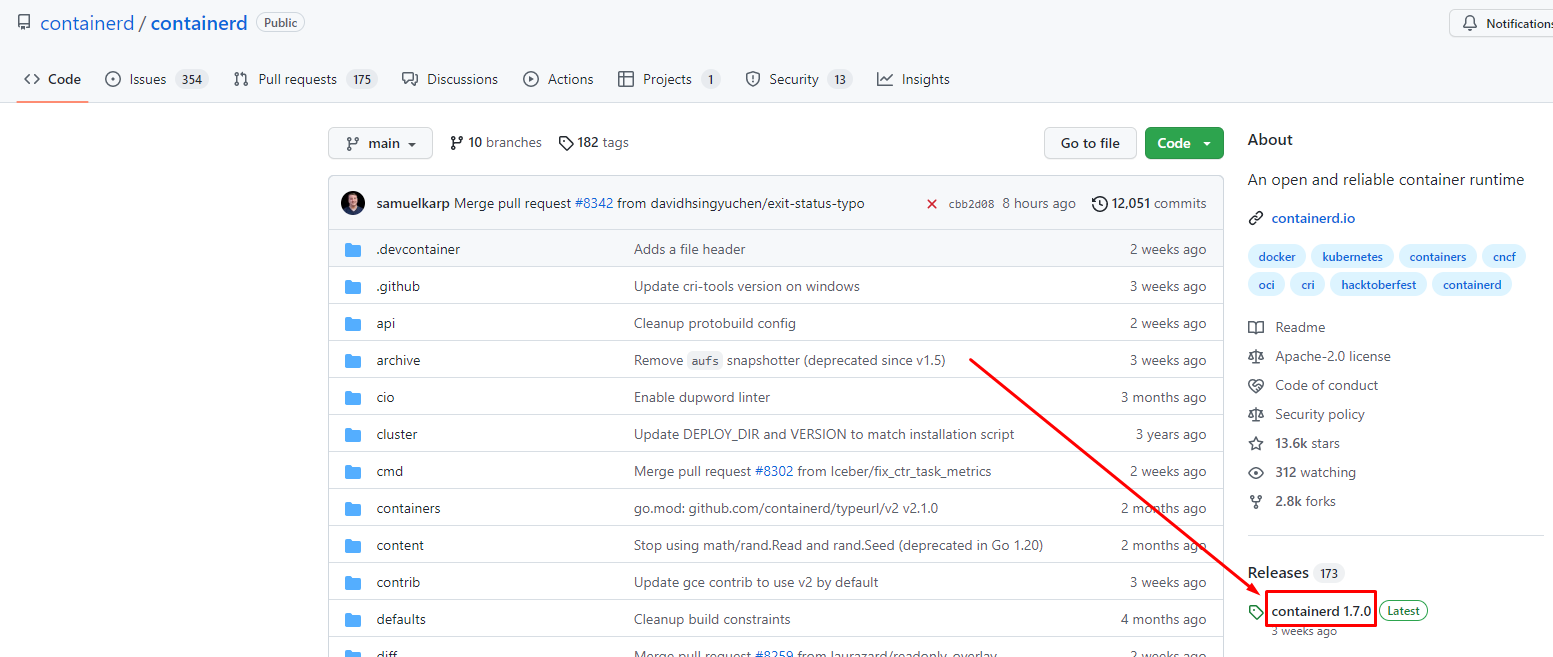 containerd / containerd Public
Notifications
Code Issues 354 Pull requests 175 Discussions Actions Projects 1 Security 13 Insights
main 10 branches 182 tags Go to file Code
samuelkarp Merge pull request #8342 from davidhsingyuchen/exit-status-typo cbb2d08 8 hours ago 12,051 commits
.devcontainer Adds a file header 2 weeks ago
.github Update cri-tools version on windows 3 weeks ago
api Cleanup protobuild config 2 weeks ago
archive Remove aufs snapshotter (deprecated since v1.5) 3 weeks ago
cio Enable dupword linter 3 months ago
cluster Update DEPLOY_DIR and VERSION to match installation script 3 years ago
cmd Merge pull request #8302 from Iceber/fix_ctr_task_metrics 2 weeks ago
containers go.mod: github.com/containerd/typeurl/v2 v2.1.0 2 months ago
content Stop using math/rand.Read and rand.Seed (deprecated in Go 1.20) 2 months ago
contrib Update gce contrib to use v2 by default 3 weeks ago
defaults Cleanup build constraints 4 months ago
diff Merge pull request #8259 from laurazard/readonly_overlay 2 weeks ago
About
An open and reliable container runtime
containerd.io
docker kubernetes containers cncf
oci cri hacktoberfest containerd
Readme
Apache-2.0 license
Code of conduct
Security policy
13.6k stars
312 watching
2.8k forks
Releases 173
containerd 1.7.0 Latest
3 weeks ago